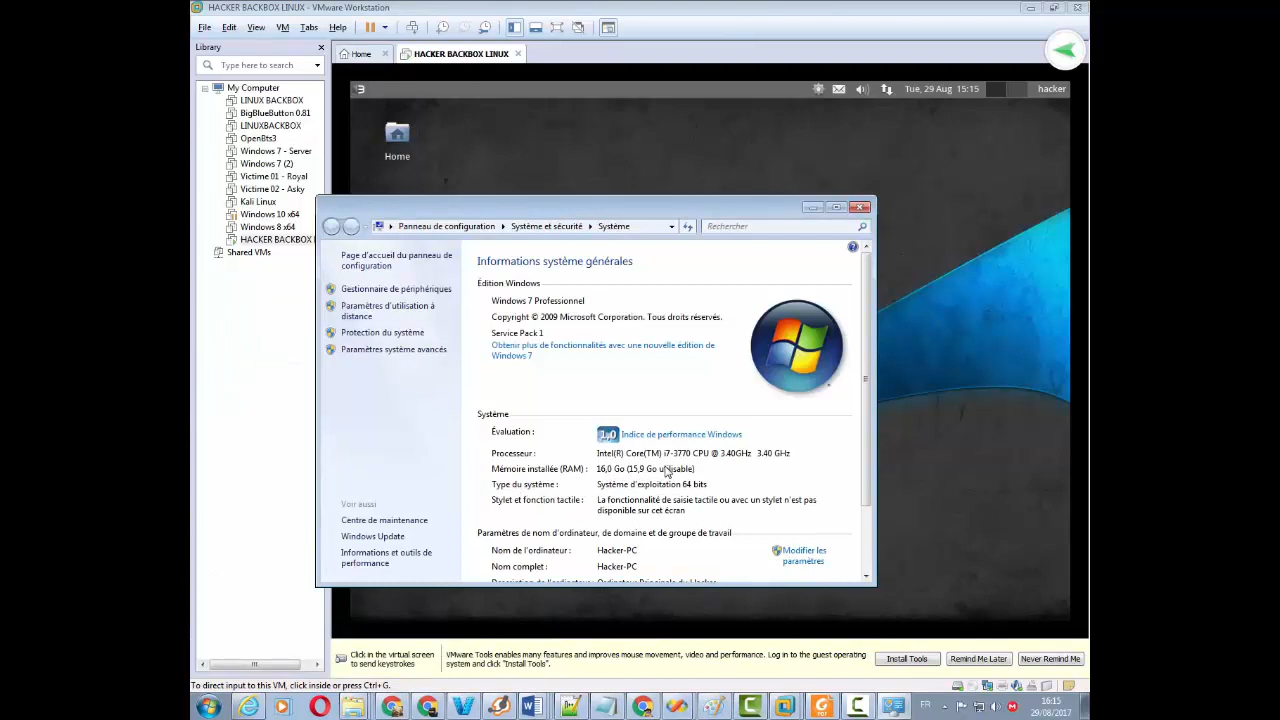 HACKER BACKBOX LINUX - VMware Workstation
File Edit View VM Tabs Help
Library
Type here to search
My Computer
LINUX BACKBOX
BigBlueButton 0.81
LINUXBACKBOX
OpenBts3
Windows 7 - Server
Windows 7 (2)
Victime 01 - Royal
Victime 02 - Asky
Kali Linux
Windows 10 x64
Windows 8 x64
HACKER BACKBOX
Shared VMs
Home
HACKER BACKBOX LINUX
Tue, 29 Aug 15:15
hacker
Home
Panneau de configuration
Système et sécurité
Système
Rechercher
Page d'accueil du panneau de
configuration
Gestionnaire de périphériques
Paramètres d'utilisation à
distance
Protection du système
Paramètres système avancés
Voir aussi
Centre de maintenance
Windows Update
Informations et outils de
performance
Informations système générales
Édition Windows
Windows 7 Professionnel
Copyright © 2009 Microsoft Corporation. Tous droits réservés.
Service Pack 1
Obtenir plus de fonctionnalités avec une nouvelle édition de
Windows 7
Système
Évaluation : 1,0 Indice de performance Windows
Processeur : Intel(R) Core(TM) i7-3770 CPU @ 3.40GHz 3.40 GHz
Mémoire installée (RAM) : 16,0 Go (15,9 Go utilisable)
Type du système : Système d'exploitation 64 bits
Stylet et fonction tactile : La fonctionnalité de saisie tactile ou avec un stylet n'est pas
disponible sur cet écran
Paramètres de nom d'ordinateur, de domaine et de groupe de travail
Nom de l'ordinateur : Hacker-PC
Modifier les
paramètres
Nom complet : Hacker-PC
Description de l'ordinateur : Ordinateur Principale du Hacker
Click in the virtual screen
to send keystrokes
VMware Tools enables many features and improves mouse movement, video and performance. Log in to the guest operating
system and click "Install Tools".
Install Tools
Remind Me Later
Never Remind Me
To direct input to this VM, click inside or press Ctrl+G.
FR
16:15
29/08/2017